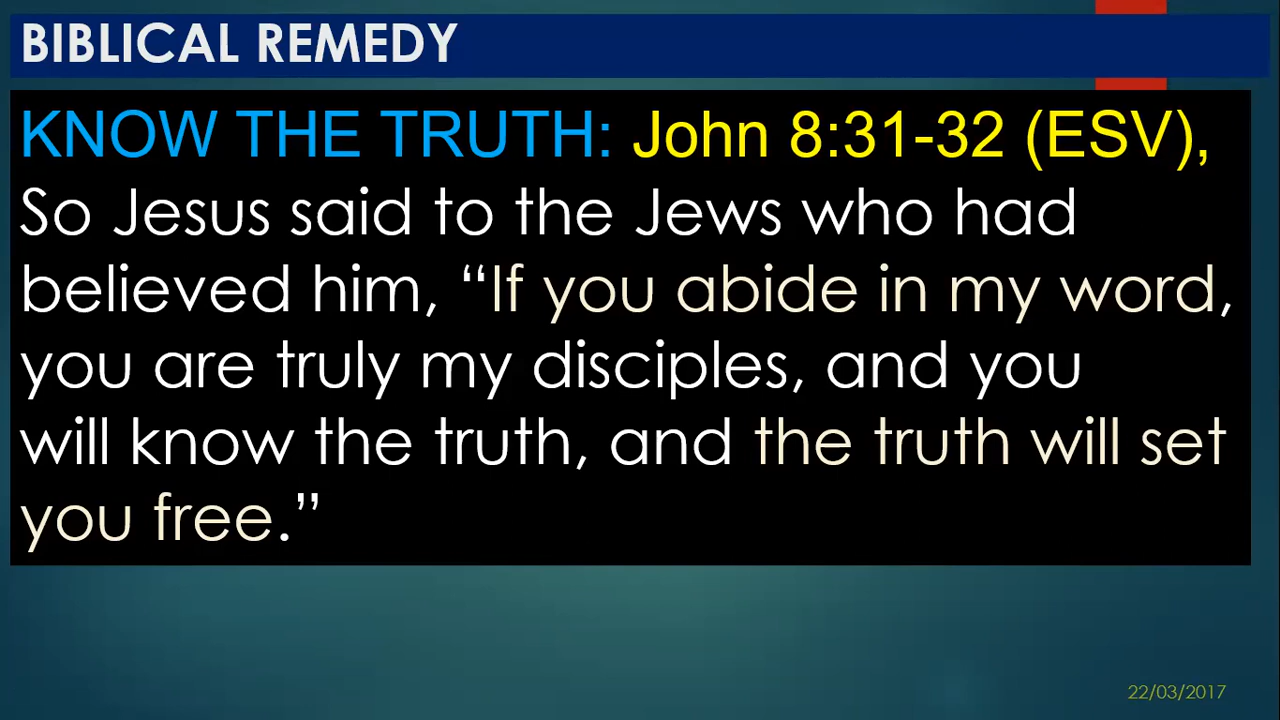 BIBLICAL REMEDY
KNOW THE TRUTH: John 8:31-32 (ESV),
So Jesus said to the Jews who had
believed him, “If you abide in my word,
you are truly my disciples, and you
will know the truth, and the truth will set
you free.”
22/03/2017